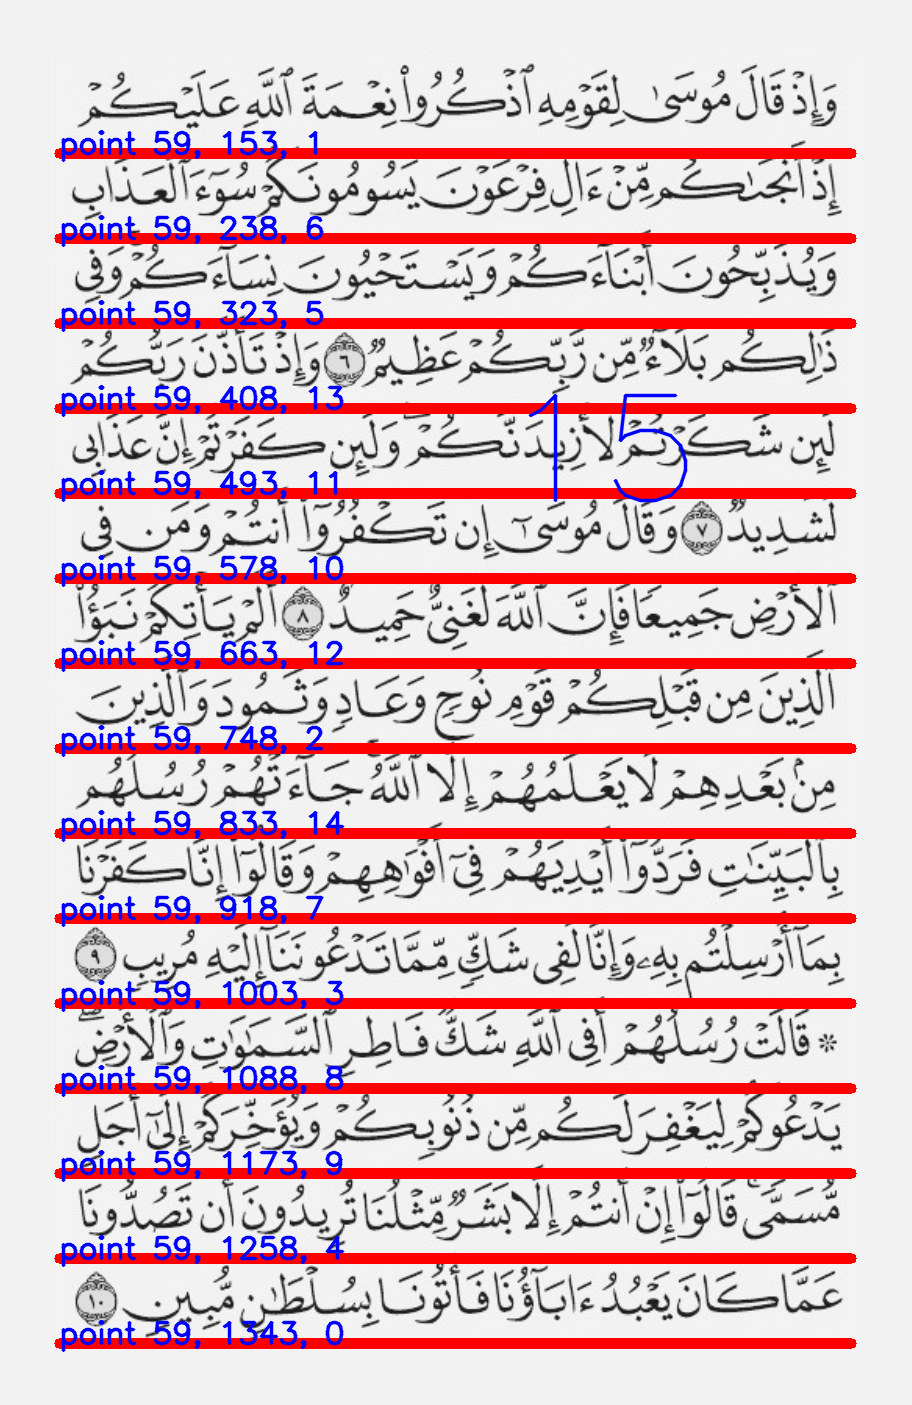 وَإِذۡ قَالَ مُوسَىٰ لِقَوۡمِهِ ٱذۡكُرُواْ نِعۡمَةَ ٱللَّهِ عَلَيۡكُمۡ
point 59, 153, 1
إِذۡ أَنجَىٰكُم مِّنۡ ءَالِ فِرۡعَوۡنَ يَسُومُونَكُمۡ سُوٓءَ ٱلۡعَذَابِ
point 59, 238, 6
وَيُذَبِّحُونَ أَبۡنَآءَكُمۡ وَيَسۡتَحۡيُونَ نِسَآءَكُمۡۚ وَفِي
point 59, 323, 5
ذَٰلِكُم بَلَآءٞ مِّن رَّبِّكُمۡ عَظِيمٞ ٦ وَإِذۡ تَأَذَّنَ رَبُّكُمۡ
point 59, 408, 13
15
لَئِن شَكَرۡتُمۡ لَأَزِيدَنَّكُمۡۖ وَلَئِن كَفَرۡتُمۡ إِنَّ عَذَابِي
point 59, 493, 11
لَشَدِيدٞ ٧ وَقَالَ مُوسَىٰٓ إِن تَكۡفُرُوٓاْ أَنتُمۡ وَمَن فِي
point 59, 578, 10
ٱلۡأَرۡضِ جَمِيعٗا فَإِنَّ ٱللَّهَ لَغَنِيٌّ حَمِيدٌ ٨ أَلَمۡ يَأۡتِكُمۡ نَبَؤُاْ
point 59, 663, 12
ٱلَّذِينَ مِن قَبۡلِكُمۡ قَوۡمِ نُوحٖ وَعَادٖ وَثَمُودَ وَٱلَّذِينَ
point 59, 748, 2
مِنۢ بَعۡدِهِمۡ لَا يَعۡلَمُهُمۡ إِلَّا ٱللَّهُۚ جَآءَتۡهُمۡ رُسُلُهُم
point 59, 833, 14
بِٱلۡبَيِّنَٰتِ فَرَدُّوٓاْ أَيۡدِيَهُمۡ فِيٓ أَفۡوَٰهِهِمۡ وَقَالُوٓاْ إِنَّا كَفَرۡنَا
point 59, 918, 7
بِمَآ أُرۡسِلۡتُم بِهِۦ وَإِنَّا لَفِي شَكّٖ مِّمَّا تَدۡعُونَنَآ إِلَيۡهِ مُرِيبٖ ٩
point 59, 1003, 3
۞ قَالَتۡ رُسُلُهُمۡ أَفِي ٱللَّهِ شَكّٞ فَاطِرِ ٱلسَّمَٰوَٰتِ وَٱلۡأَرۡضِۖ
point 59, 1088, 8
يَدۡعُوكُمۡ لِيَغۡفِرَ لَكُم مِّن ذُنُوبِكُمۡ وَيُؤَخِّرَكُمۡ إِلَىٰٓ أَجَلٖ
point 59, 1173, 9
مُّسَمّٗىۚ قَالُوٓاْ إِنۡ أَنتُمۡ إِلَّا بَشَرٞ مِّثۡلُنَا تُرِيدُونَ أَن تَصُدُّونَا
point 59, 1258, 4
عَمَّا كَانَ يَعۡبُدُ ءَابَآؤُنَا فَأۡتُونَا بِسُلۡطَٰنٖ مُّبِينٖ ١٠
point 59, 1343, 0